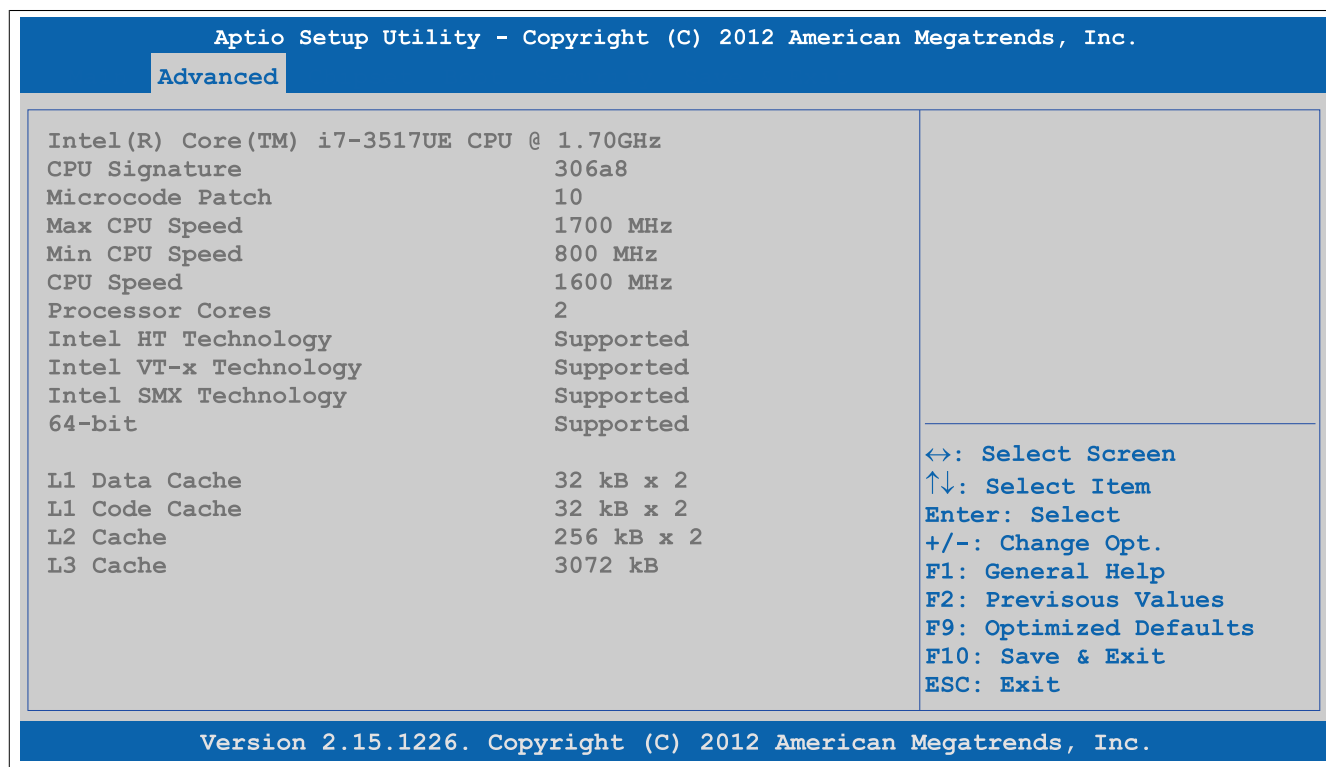 Aptio Setup Utility - Copyright (C) 2012 American Megatrends, Inc.
Advanced
Intel(R) Core(TM) i7-3517UE CPU @ 1.70GHz
CPU Signature 306a8
Microcode Patch 10
Max CPU Speed 1700 MHz
Min CPU Speed 800 MHz
CPU Speed 1600 MHz
Processor Cores 2
Intel HT Technology Supported
Intel VT-x Technology Supported
Intel SMX Technology Supported
64-bit Supported
L1 Data Cache 32 kB x 2
L1 Code Cache 32 kB x 2
L2 Cache 256 kB x 2
L3 Cache 3072 kB
↔: Select Screen
↑↓: Select Item
Enter: Select
+/-: Change Opt.
F1: General Help
F2: Previsous Values
F9: Optimized Defaults
F10: Save & Exit
ESC: Exit
Version 2.15.1226. Copyright (C) 2012 American Megatrends, Inc.